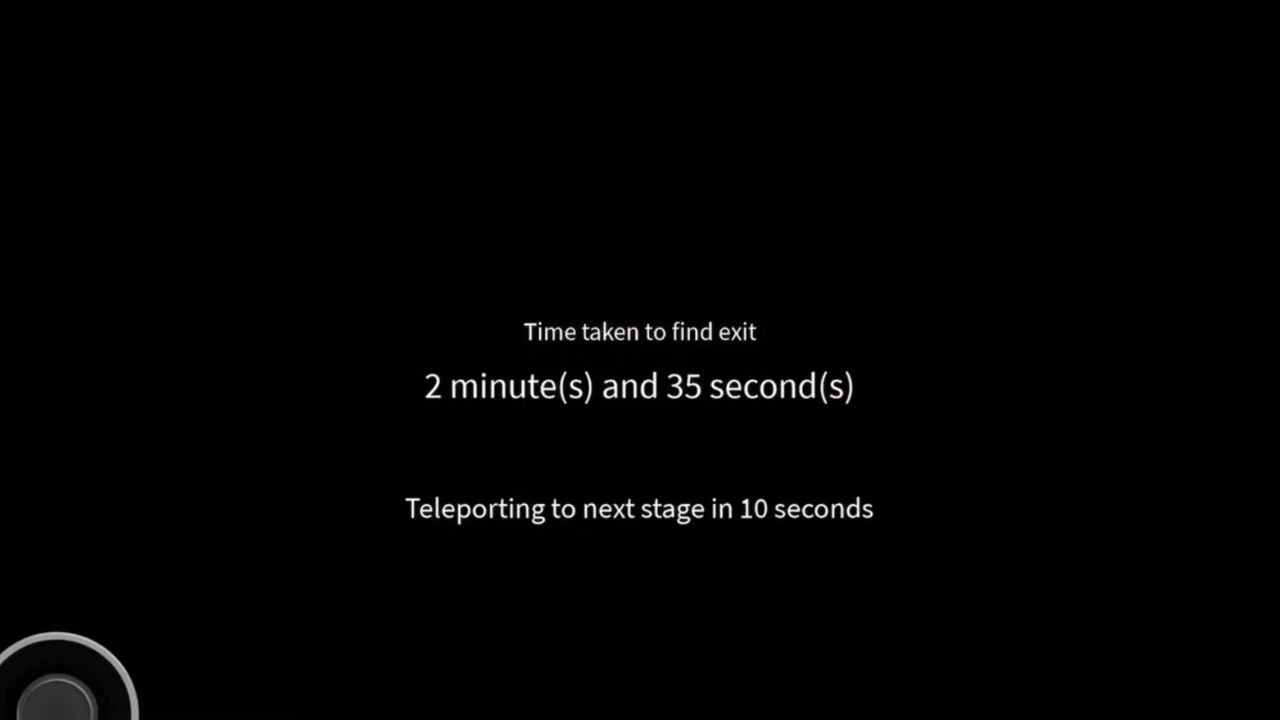 Time taken to find exit
2 minute(s) and 35 second(s)
Teleporting to next stage in 10 seconds